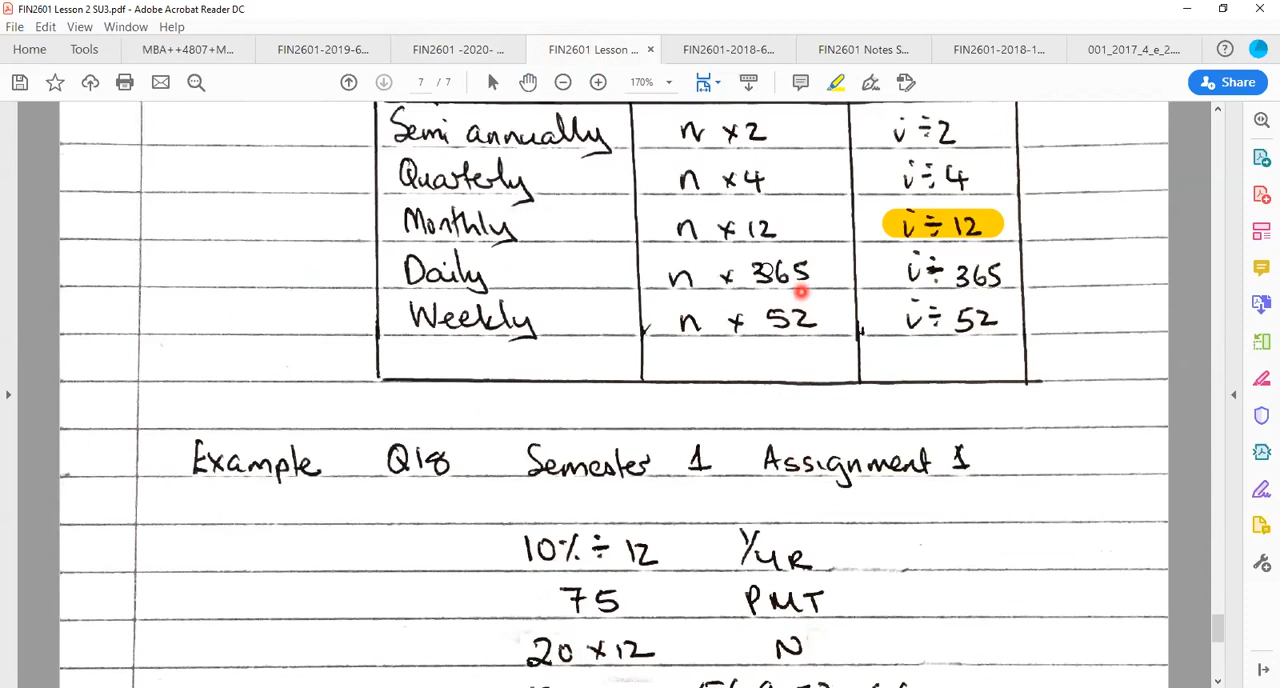 FIN2601 Lesson 2 SU3.pdf - Adobe Acrobat Reader DC
File Edit View Window Help
Home Tools MBA++4807+M... FIN2601-2019-6... FIN2601 -2020- ... FIN2601 Lesson ... × FIN2601-2018-6... FIN2601 Notes S... FIN2601-2018-1... 001_2017_4_e_2....
7 / 7 170% Share
Semi annually n ×2 i ÷2
Quarterly n ×4 i ÷ 4
Monthly n × 12 i ÷ 12
Daily n × 365 i ÷ 365
Weekly n × 52 i ÷ 52
Example Q18 Semester 1 Assignment 1
10% ÷ 12 I/YR
75 PMT
20 × 12 N